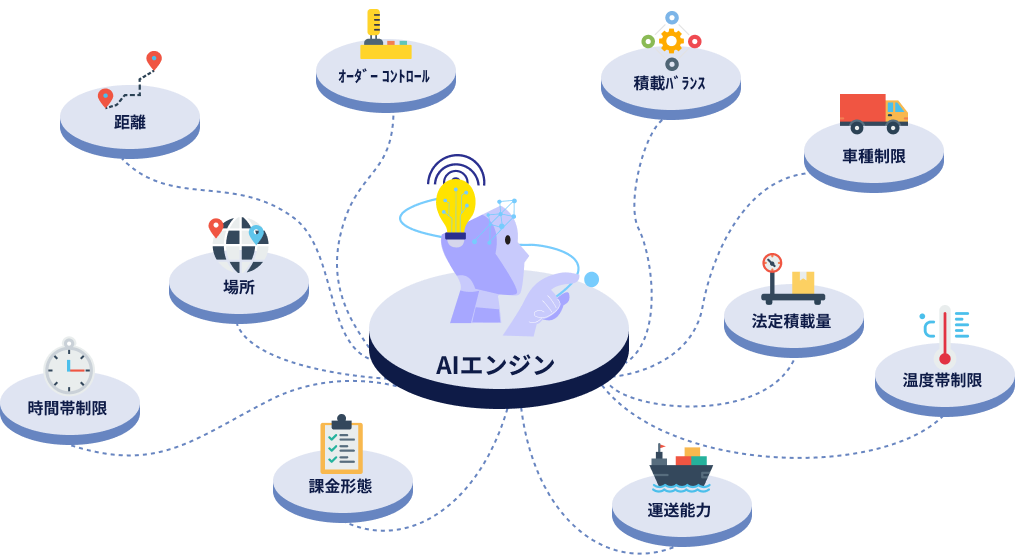 ｵｰﾀﾞｰ ｺﾝﾄﾛｰﾙ
積載ﾊﾞﾗﾝｽ
距離
車種制限
場所
法定積載量
℃
温度帯制限
AIエンジン
時間帯制限
課金形態
運送能力